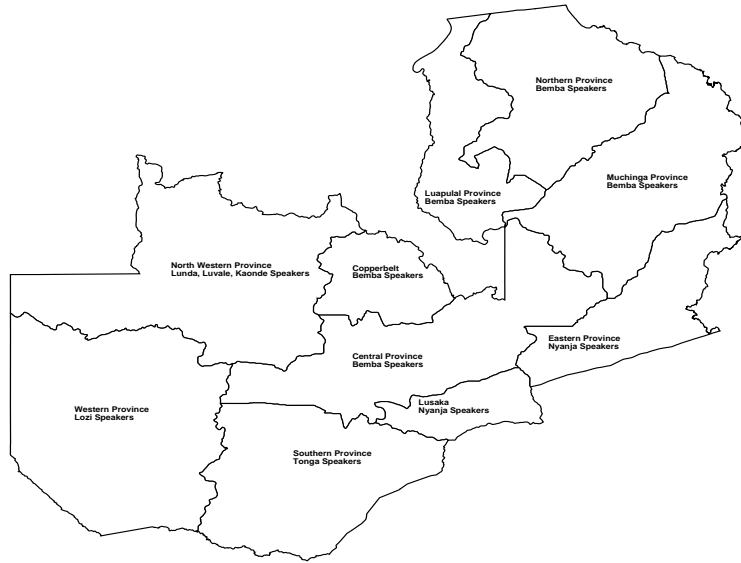 Northern Province
Bemba Speakers
Muchinga Province
Bemba Speakers
Luapulal Province
Bemba Speakers
North Western Province
Lunda, Luvale, Kaonde Speakers
Copperbelt
Bemba Speakers
Eastern Province
Nyanja Speakers
Central Province
Bemba Speakers
Lusaka
Nyanja Speakers
Western Province
Lozi Speakers
Southern Province
Tonga Speakers